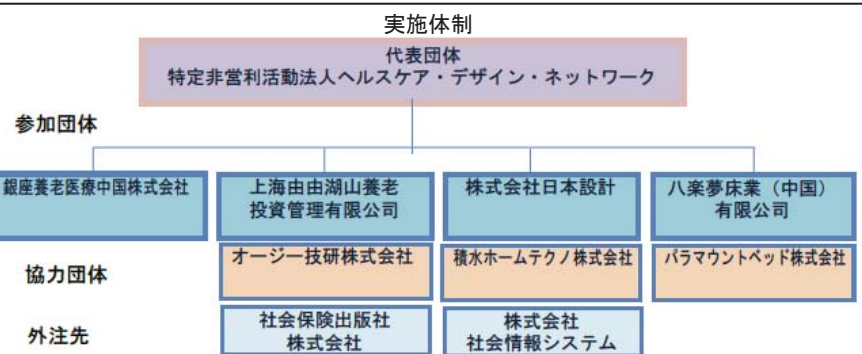 実施体制
代表団体
特定非営利活動法人ヘルスケア・デザイン・ネットワーク
参加団体
銀座養老医療中国株式会社
上海由由湖山養老
投資管理有限公司
株式会社日本設計
八楽夢床業（中国）
有限公司
協力団体
オージー技研株式会社
積水ホームテクノ株式会社
パラマウントベッド株式会社
外注先
社会保険出版社
株式会社
株式会社
社会情報システム